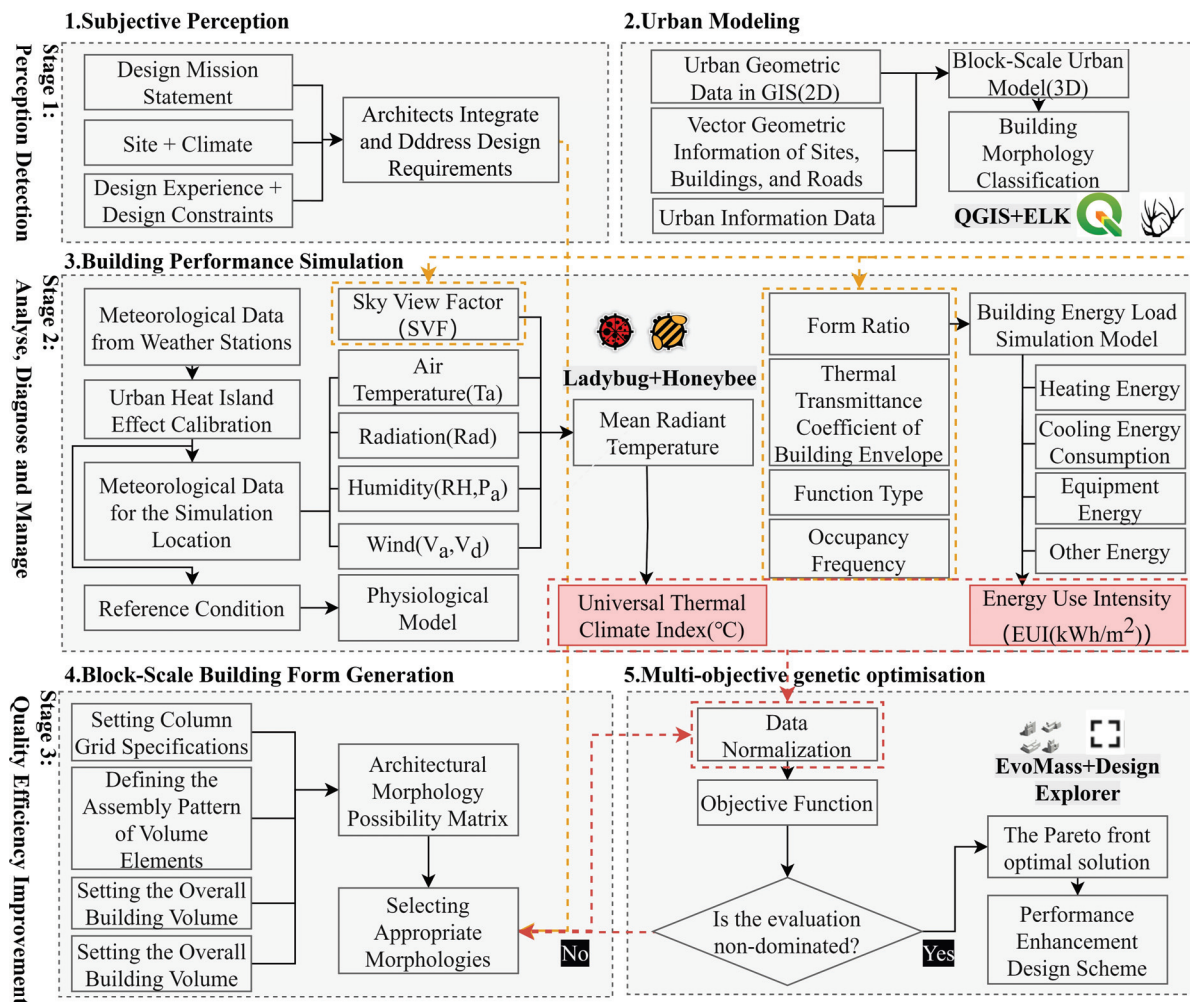 1.Subjective Perception
Stage 1:
Perception Detection
Design Mission
Statement
Site + Climate
Design Experience +
Design Constraints
Architects Integrate
and Dddress Design
Requirements
2.Urban Modeling
Urban Geometric
Data in GIS(2D)
Vector Geometric
Information of Sites,
Buildings, and Roads
Urban Information Data
Block-Scale Urban
Model(3D)
Building
Morphology
Classification
QGIS+ELK
3.Building Performance Simulation
Stage 2:
Analyse, Diagnose and Manage
Meteorological Data
from Weather Stations
Urban Heat Island
Effect Calibration
Meteorological Data
for the Simulation
Location
Reference Condition
Sky View Factor
(SVF)
Air
Temperature(Ta)
Radiation(Rad)
Humidity(RH,Pa)
Wind(Va,Vd)
Physiological
Model
Ladybug+Honeybee
Mean Radiant
Temperature
Universal Thermal
Climate Index(℃)
Form Ratio
Thermal
Transmittance
Coefficient of
Building Envelope
Function Type
Occupancy
Frequency
Building Energy Load
Simulation Model
Heating Energy
Cooling Energy
Consumption
Equipment
Energy
Other Energy
Energy Use Intensity
(EUI(kWh/m²))
4.Block-Scale Building Form Generation
Stage 3:
Quality Efficiency Improvement
Setting Column
Grid Specifications
Defining the
Assembly Pattern
of Volume
Elements
Setting the Overall
Building Volume
Setting the Overall
Building Volume
Architectural
Morphology
Possibility Matrix
Selecting
Appropriate
Morphologies
5.Multi-objective genetic optimisation
Data
Normalization
Objective Function
Is the evaluation
non-dominated?
No
Yes
EvoMass+Design
Explorer
The Pareto front
optimal solution
Performance
Enhancement
Design Scheme